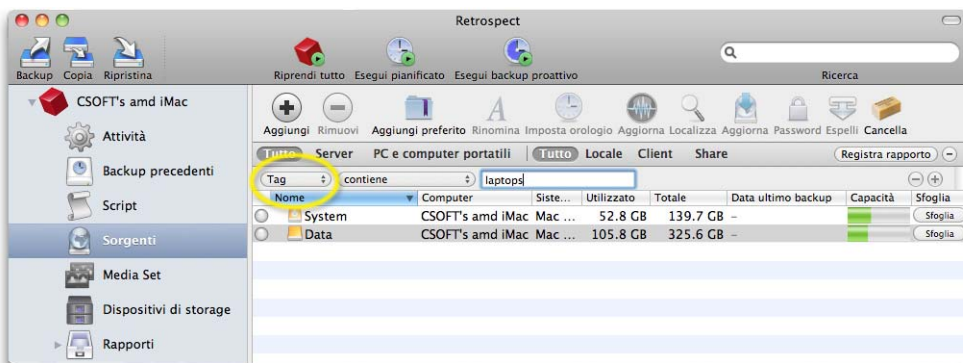 Retrospect
Backup Copia Ripristina Riprendi tutto Esegui pianificato Esegui backup proattivo Ricerca
CSOFT's amd iMac
Aggiungi Rimuovi Aggiungi preferito Rinomina Imposta orologio Aggiorna Localizza Aggiorna Password Espelli Cancella
Attività
Tutto Server PC e computer portatili Tutto Locale Client Share Registra rapporto
Backup precedenti
Tag contiene laptops
Nome Computer Siste... Utilizzato Totale Data ultimo backup Capacità Sfoglia
Script
System CSOFT's amd iMac Mac ... 52.8 GB 139.7 GB – Sfoglia
Sorgenti
Data CSOFT's amd iMac Mac ... 105.8 GB 325.6 GB – Sfoglia
Media Set
Dispositivi di storage
Rapporti